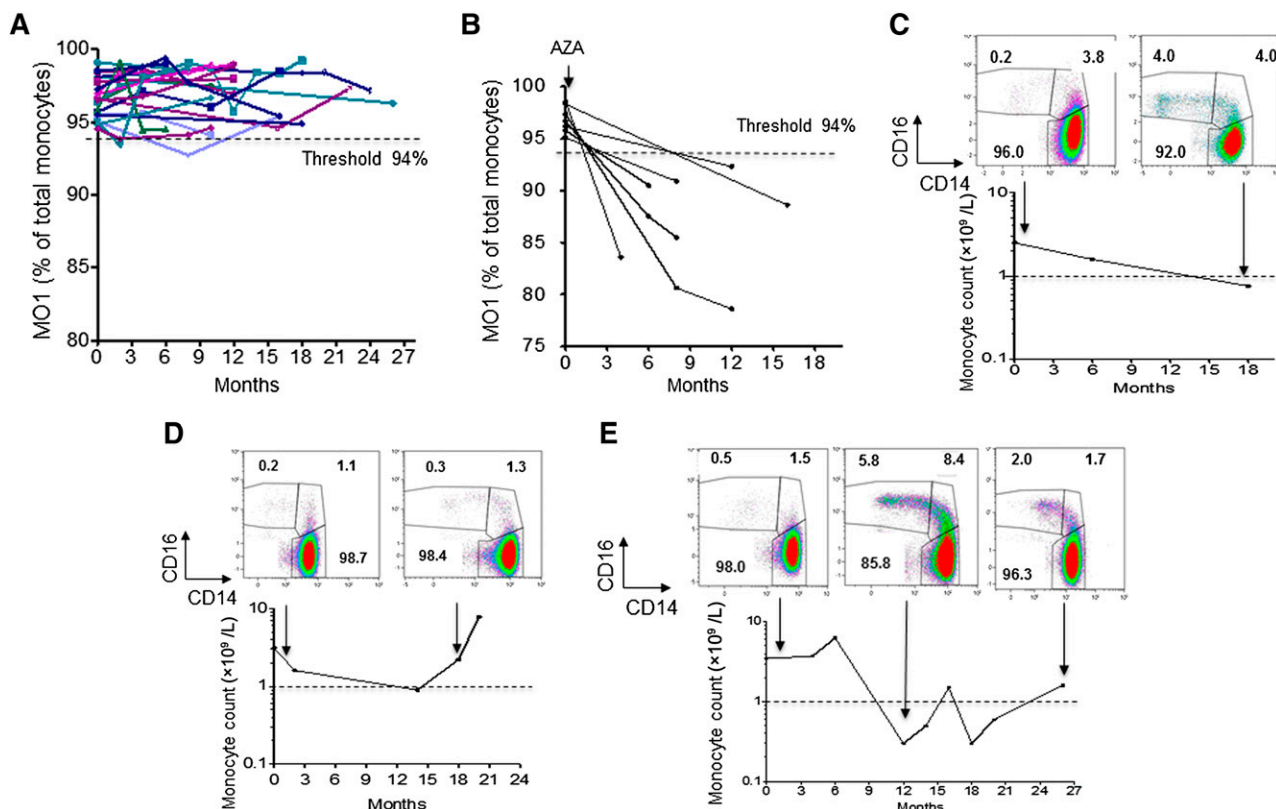 A
MO1 (% of total monocytes)
100
95
90
85
80
Threshold 94%
0 3 6 9 12 15 18 21 24 27
Months
B
AZA
MO1 (% of total monocytes)
100
95
90
85
80
75
Threshold 94%
0 3 6 9 12 15 18
Months
C
0.2 3.8
96.0
4.0 4.0
92.0
CD16
CD14
Monocyte count (×10⁹ /L)
10
1
0.1
0 3 6 9 12 15 18
Months
D
0.2 1.1
98.7
0.3 1.3
98.4
CD16
CD14
Monocyte count (×10⁹ /L)
10
1
0.1
0 3 6 9 12 15 18 21 24
Months
E
0.5 1.5
98.0
5.8 8.4
85.8
2.0 1.7
96.3
CD16
CD14
Monocyte count (×10⁹ /L)
10
1
0.1
0 3 6 9 12 15 18 21 24 27
Months